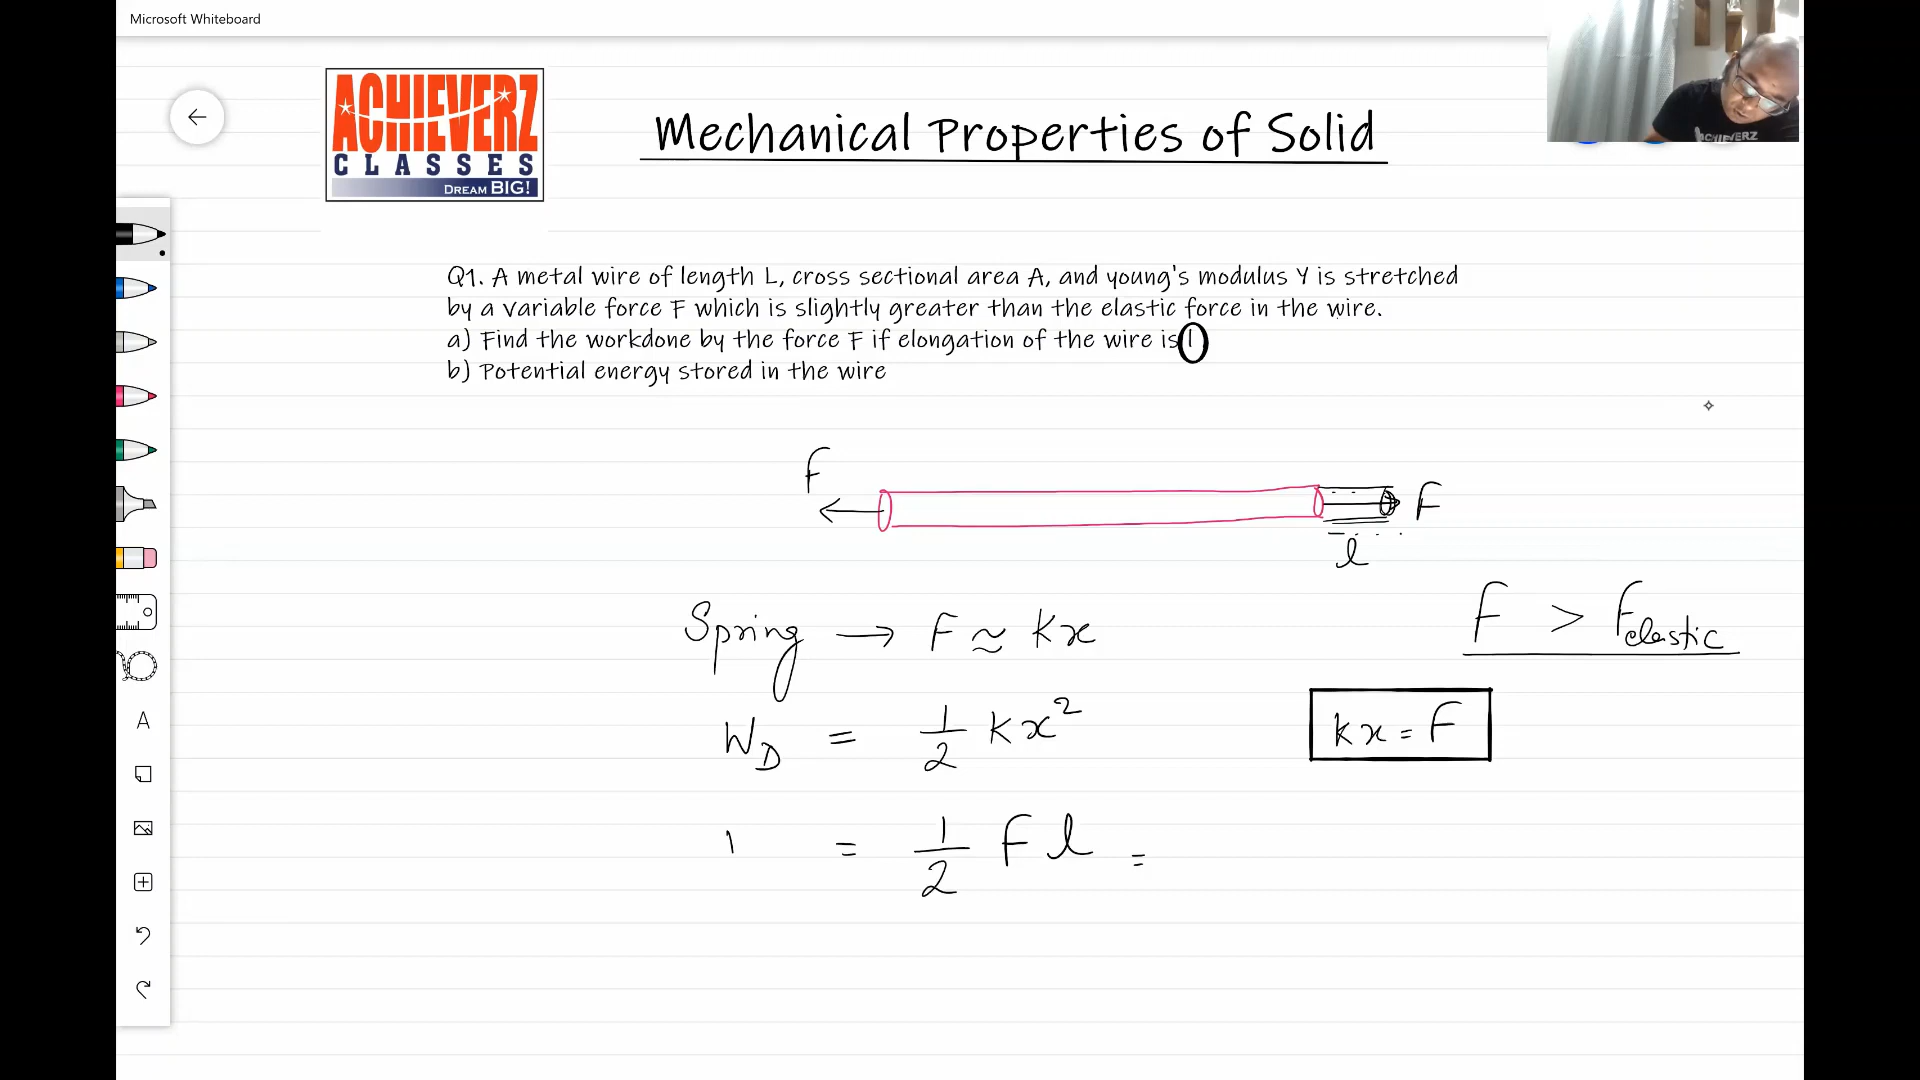 Microsoft Whiteboard
ACHIEVERZ
CLASSES
DREAM BIG!
Mechanical Properties of Solid
ACHIEVERZ
Q1. A metal wire of length L, cross sectional area A, and young's modulus Y is stretched
by a variable force F which is slightly greater than the elastic force in the wire.
a) Find the workdone by the force F if elongation of the wire is l
b) Potential energy stored in the wire
F
F
l
Spring → F ≈ kx
F > Felastic
W_D = 1/2 kx²
kx = F
= 1/2 F l =
A